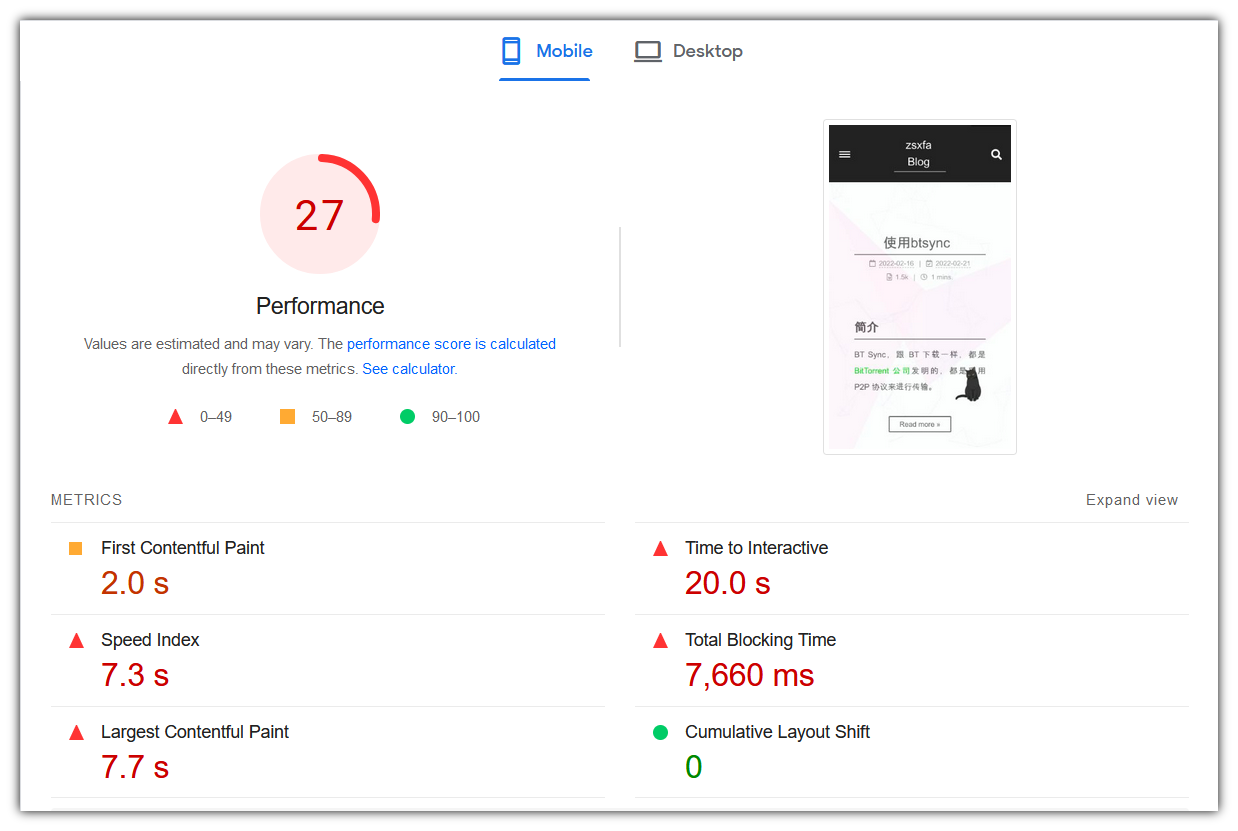 Mobile
Desktop
27
Performance
Values are estimated and may vary. The performance score is calculated
directly from these metrics. See calculator.
0–49
50–89
90–100
zsxfa
Blog
使用btsync
2022-02-16 | 2022-02-21
1.5k | 1 mins.
简介
BT Sync，跟 BT 下载一样，都是
BitTorrent 公司发明的，都是用
P2P 协议来进行传输。
Read more »
METRICS
Expand view
First Contentful Paint
2.0 s
Time to Interactive
20.0 s
Speed Index
7.3 s
Total Blocking Time
7,660 ms
Largest Contentful Paint
7.7 s
Cumulative Layout Shift
0